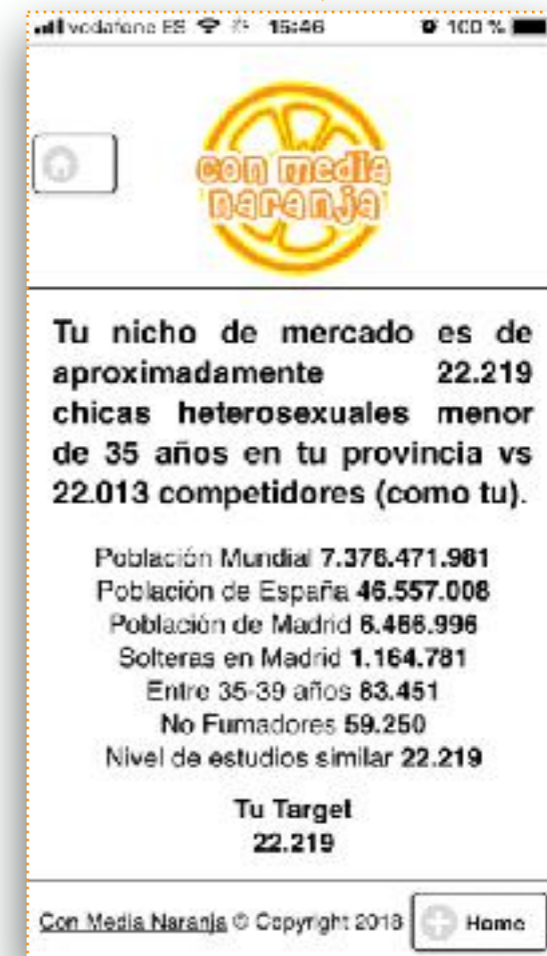 vodafone ES 15:46 100 %
con media
naranja
Tu nicho de mercado es de
aproximadamente 22.219
chicas heterosexuales menor
de 35 años en tu provincia vs
22.013 competidores (como tu).
Población Mundial 7.376.471.981
Población de España 46.557.008
Población de Madrid 6.466.996
Solteras en Madrid 1.164.781
Entre 35-39 años 83.451
No Fumadores 59.250
Nivel de estudios similar 22.219
Tu Target
22.219
Con Media Naranja © Copyright 2018 Home